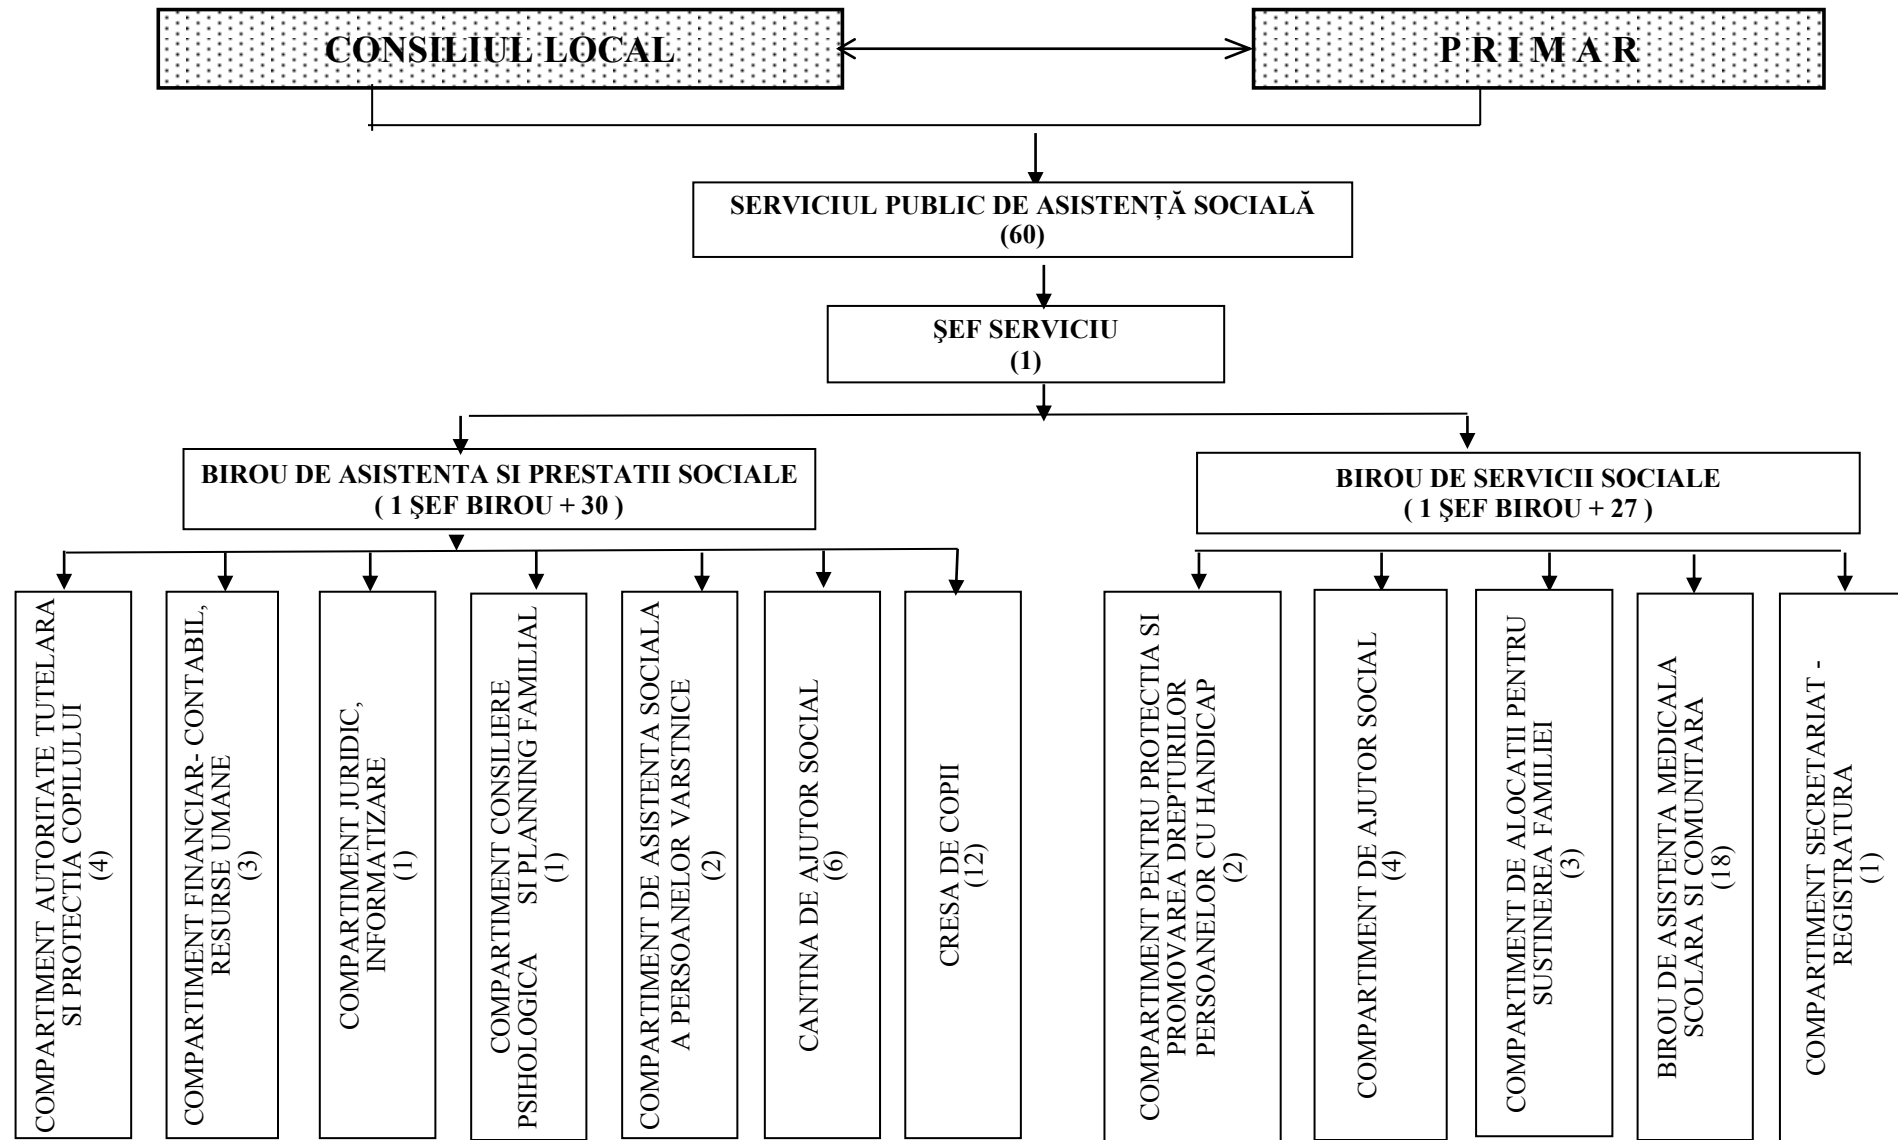 CONSILIUL LOCAL
P R I M A R
SERVICIUL PUBLIC DE ASISTENȚĂ SOCIALĂ
(60)
ŞEF SERVICIU
(1)
BIROU DE ASISTENTA SI PRESTATII SOCIALE
( 1 ŞEF BIROU + 30 )
BIROU DE SERVICII SOCIALE
( 1 ŞEF BIROU + 27 )
COMPARTIMENT AUTORITATE TUTELARA
SI PROTECTIA COPILULUI
(4)
COMPARTIMENT FINANCIAR- CONTABIL,
RESURSE UMANE
(3)
COMPARTIMENT JURIDIC,
INFORMATIZARE
(1)
COMPARTIMENT CONSILIERE
PSIHOLOGICA SI PLANNING FAMILIAL
(1)
COMPARTIMENT DE ASISTENTA SOCIALA
A PERSOANELOR VARSTNICE
(2)
CANTINA DE AJUTOR SOCIAL
(6)
CRESA DE COPII
(12)
COMPARTIMENT PENTRU PROTECTIA SI
PROMOVAREA DREPTURILOR
PERSOANELOR CU HANDICAP
(2)
COMPARTIMENT DE AJUTOR SOCIAL
(4)
COMPARTIMENT DE ALOCATII PENTRU
SUSTINEREA FAMILIEI
(3)
BIROU DE ASISTENTA MEDICALA
SCOLARA SI COMUNITARA
(18)
COMPARTIMENT SECRETARIAT -
REGISTRATURA
(1)